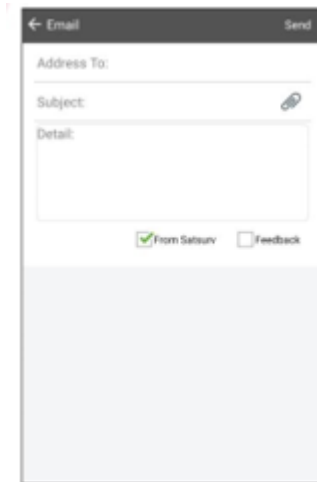 Email Send
Address To:
Subject:
Detail:
From Satsurv Feedback